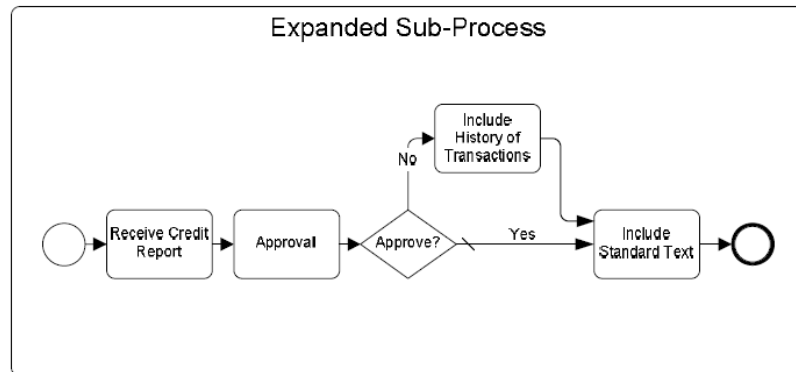 Expanded Sub-Process
Include
History of
Transactions
No
Receive Credit
Report
Approval
Approve?
Yes
Include
Standard Text